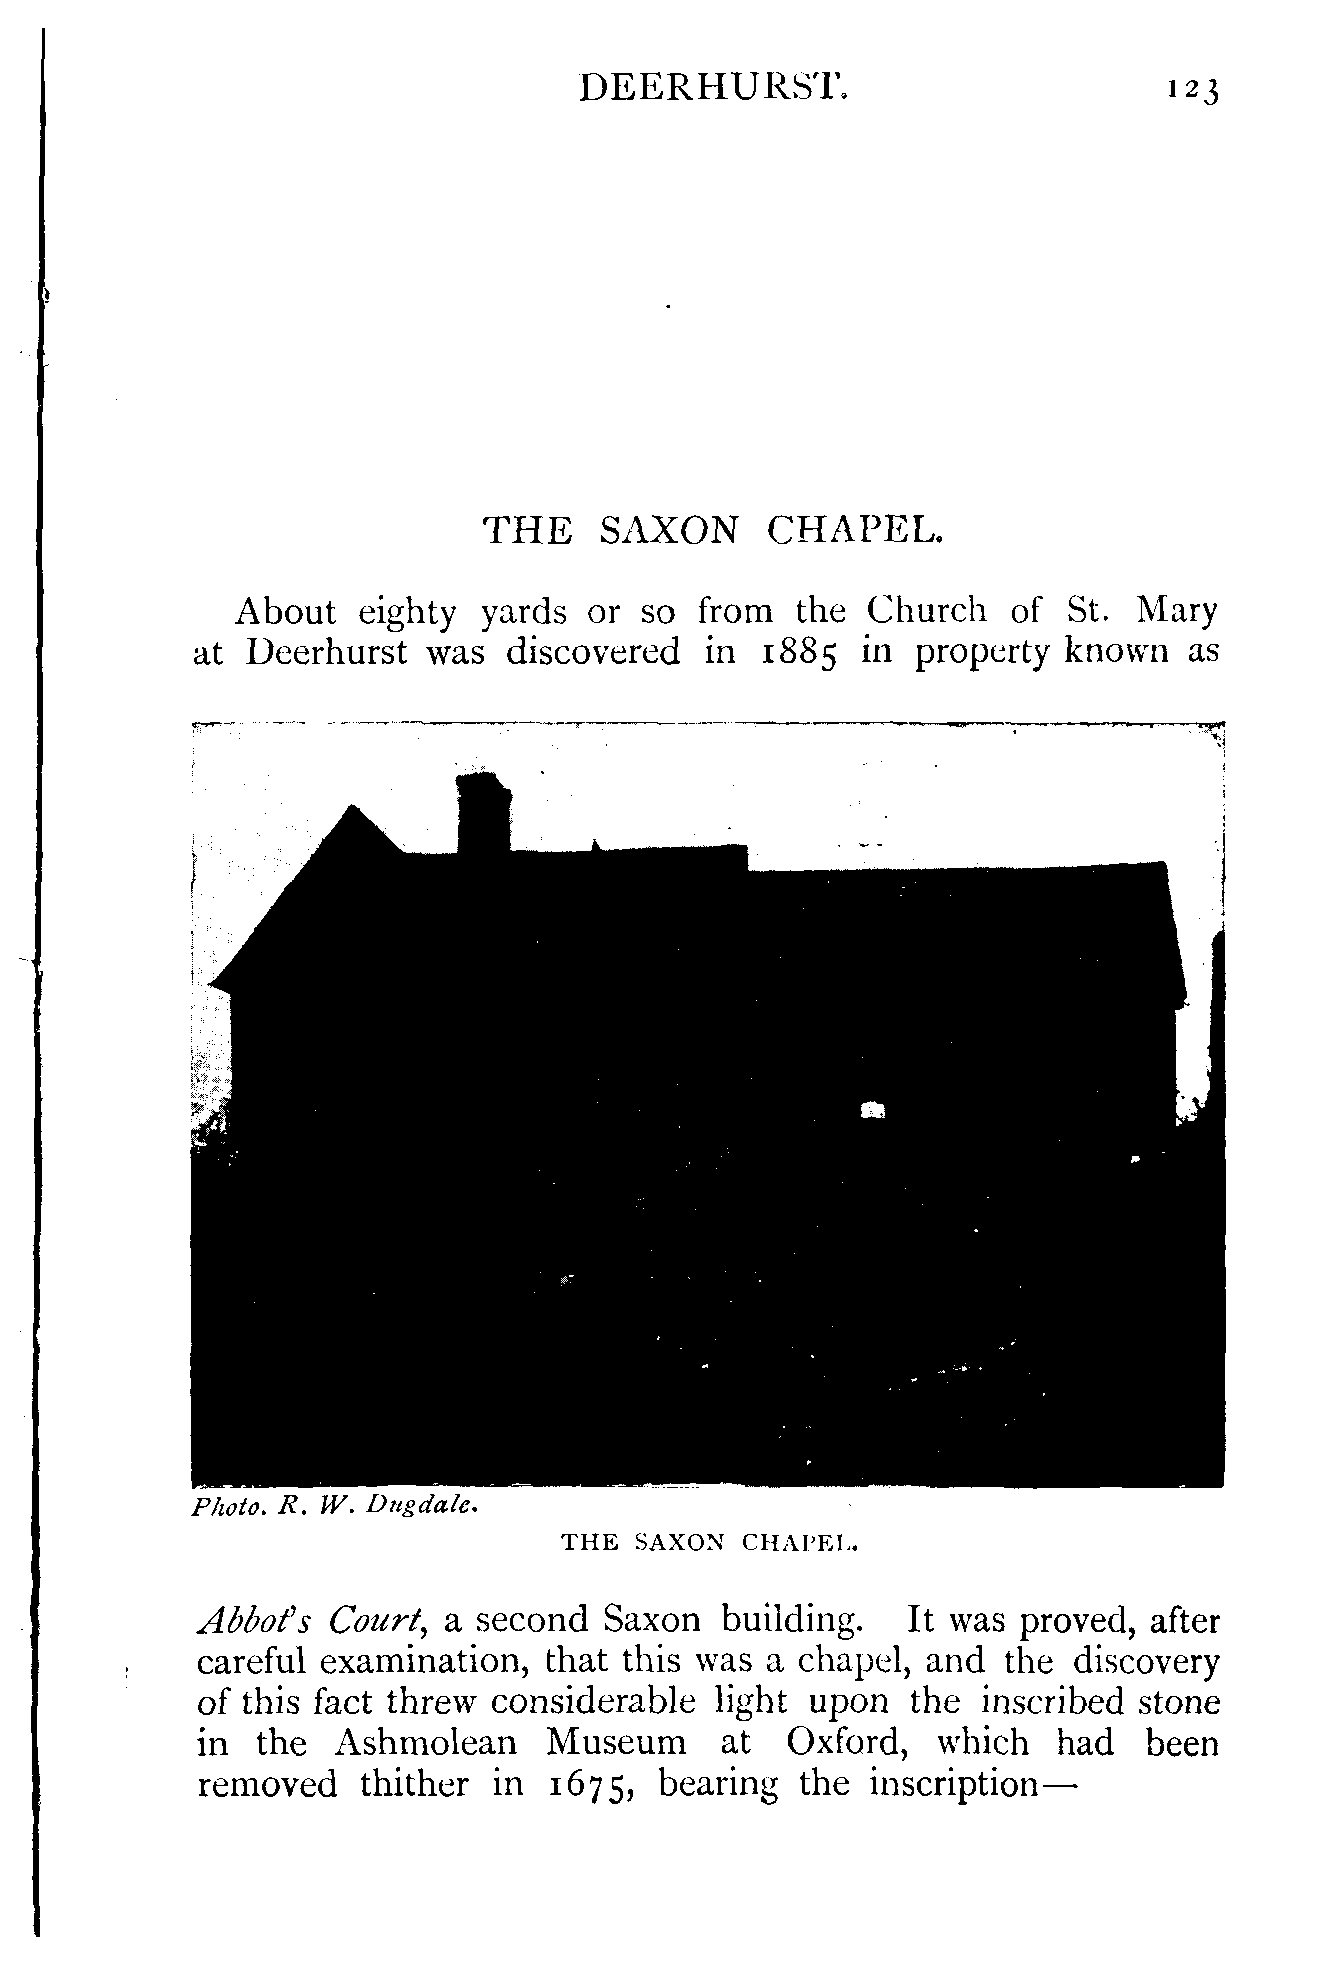 DEERHURST. 123
THE SAXON CHAPEL.
About eighty yards or so from the Church of St. Mary
at Deerhurst was discovered in 1885 in property known as
Photo. R. W. Dugdale.
THE SAXON CHAPEL.
Abbot's Court, a second Saxon building. It was proved, after
careful examination, that this was a chapel, and the discovery
of this fact threw considerable light upon the inscribed stone
in the Ashmolean Museum at Oxford, which had been
removed thither in 1675, bearing the inscription—